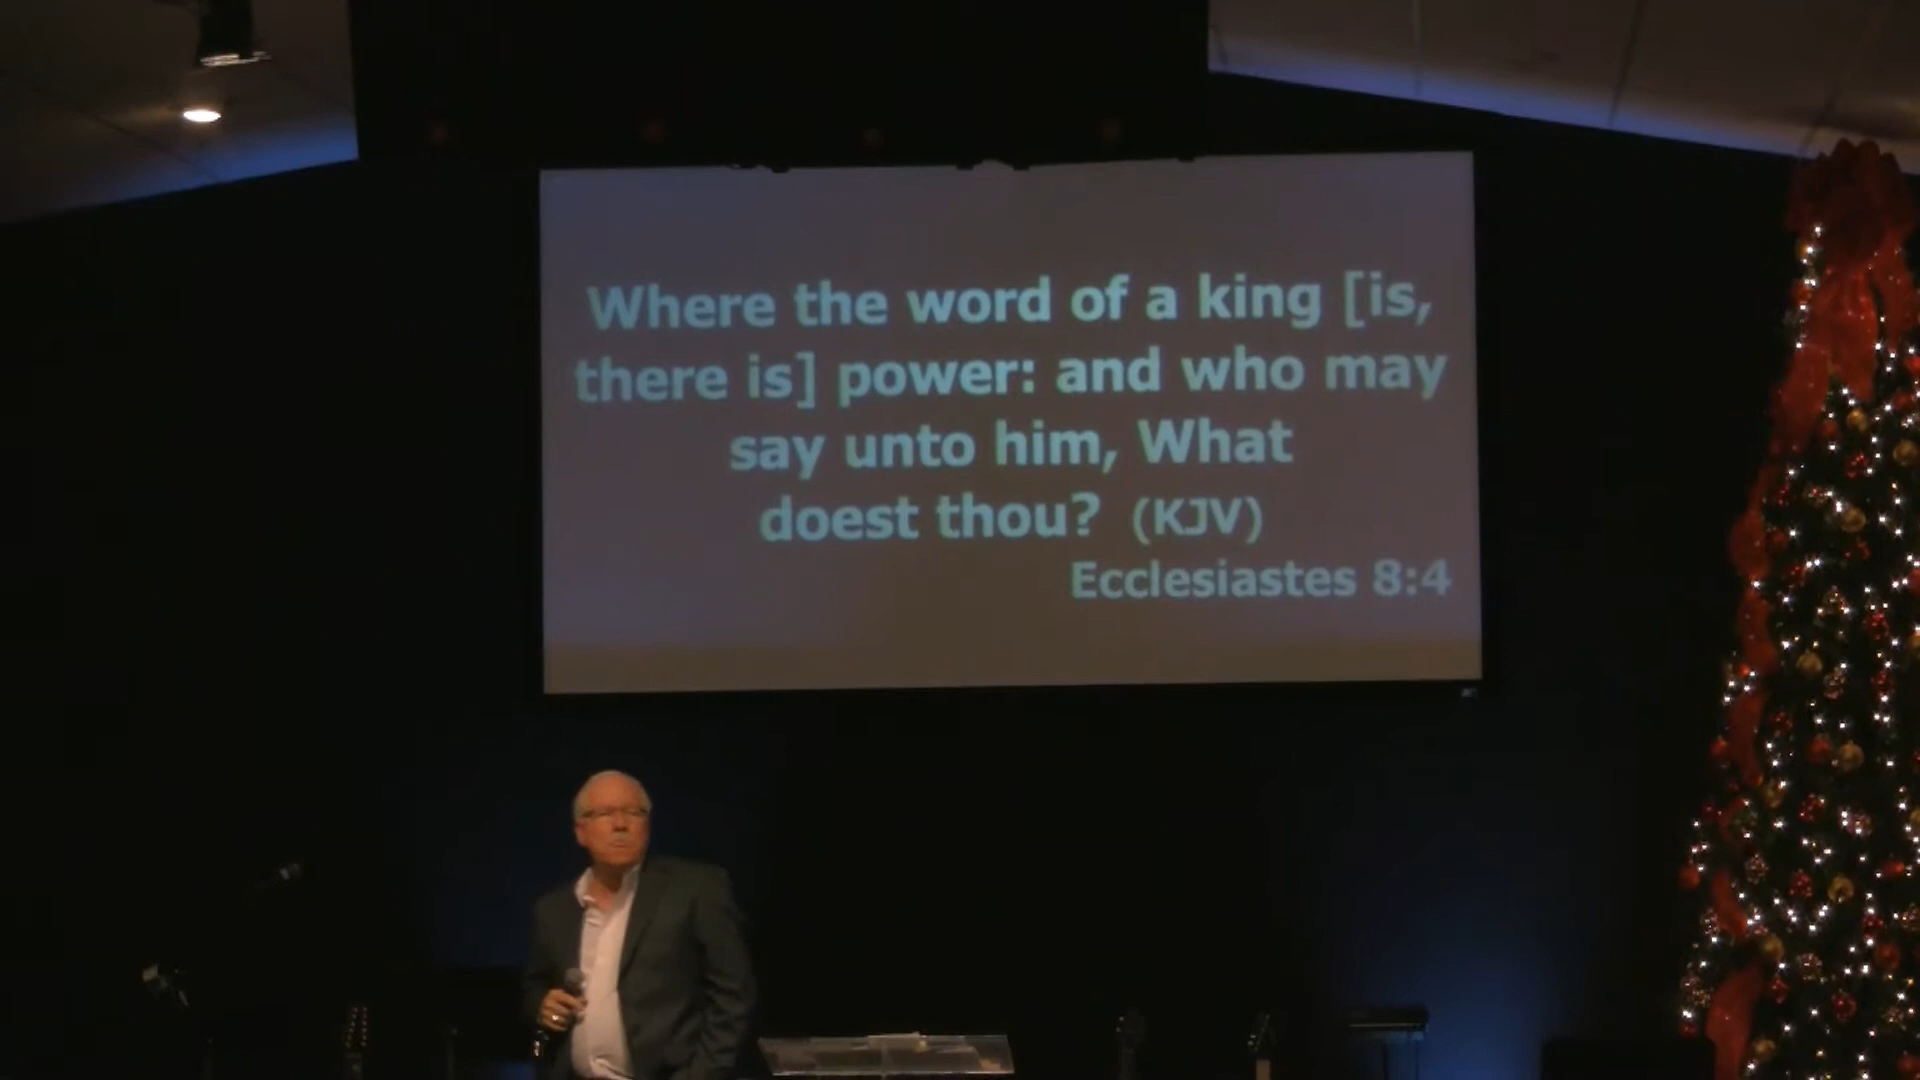 Where the word of a king [is,
there is] power: and who may
say unto him, What
doest thou? (KJV)
Ecclesiastes 8:4